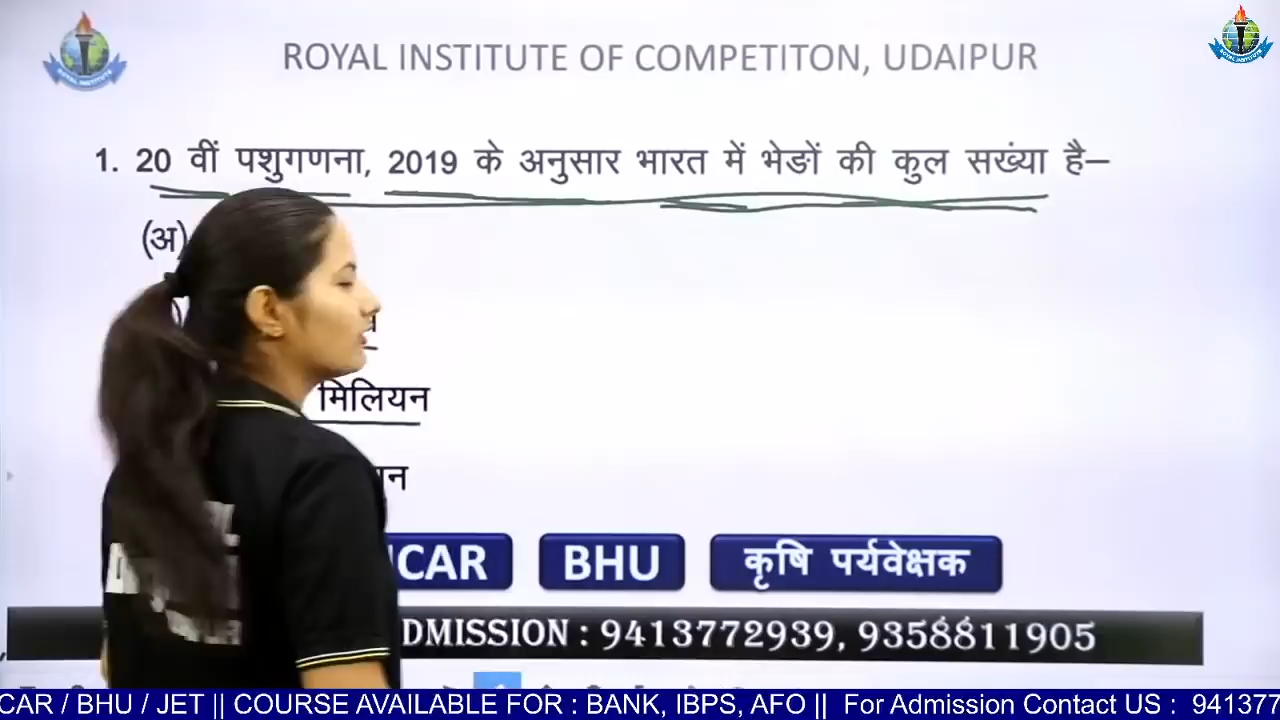 ROYAL INSTITUTE OF COMPETITON, UDAIPUR
1. 20 वीं पशुगणना, 2019 के अनुसार भारत में भेङों की कुल सख्ंया है–
(अ)
मिलियन
ICAR BHU कृषि पर्यवेक्षक
DMISSION : 9413772939, 9358811905
CAR / BHU / JET || COURSE AVAILABLE FOR : BANK, IBPS, AFO || For Admission Contact US : 941377